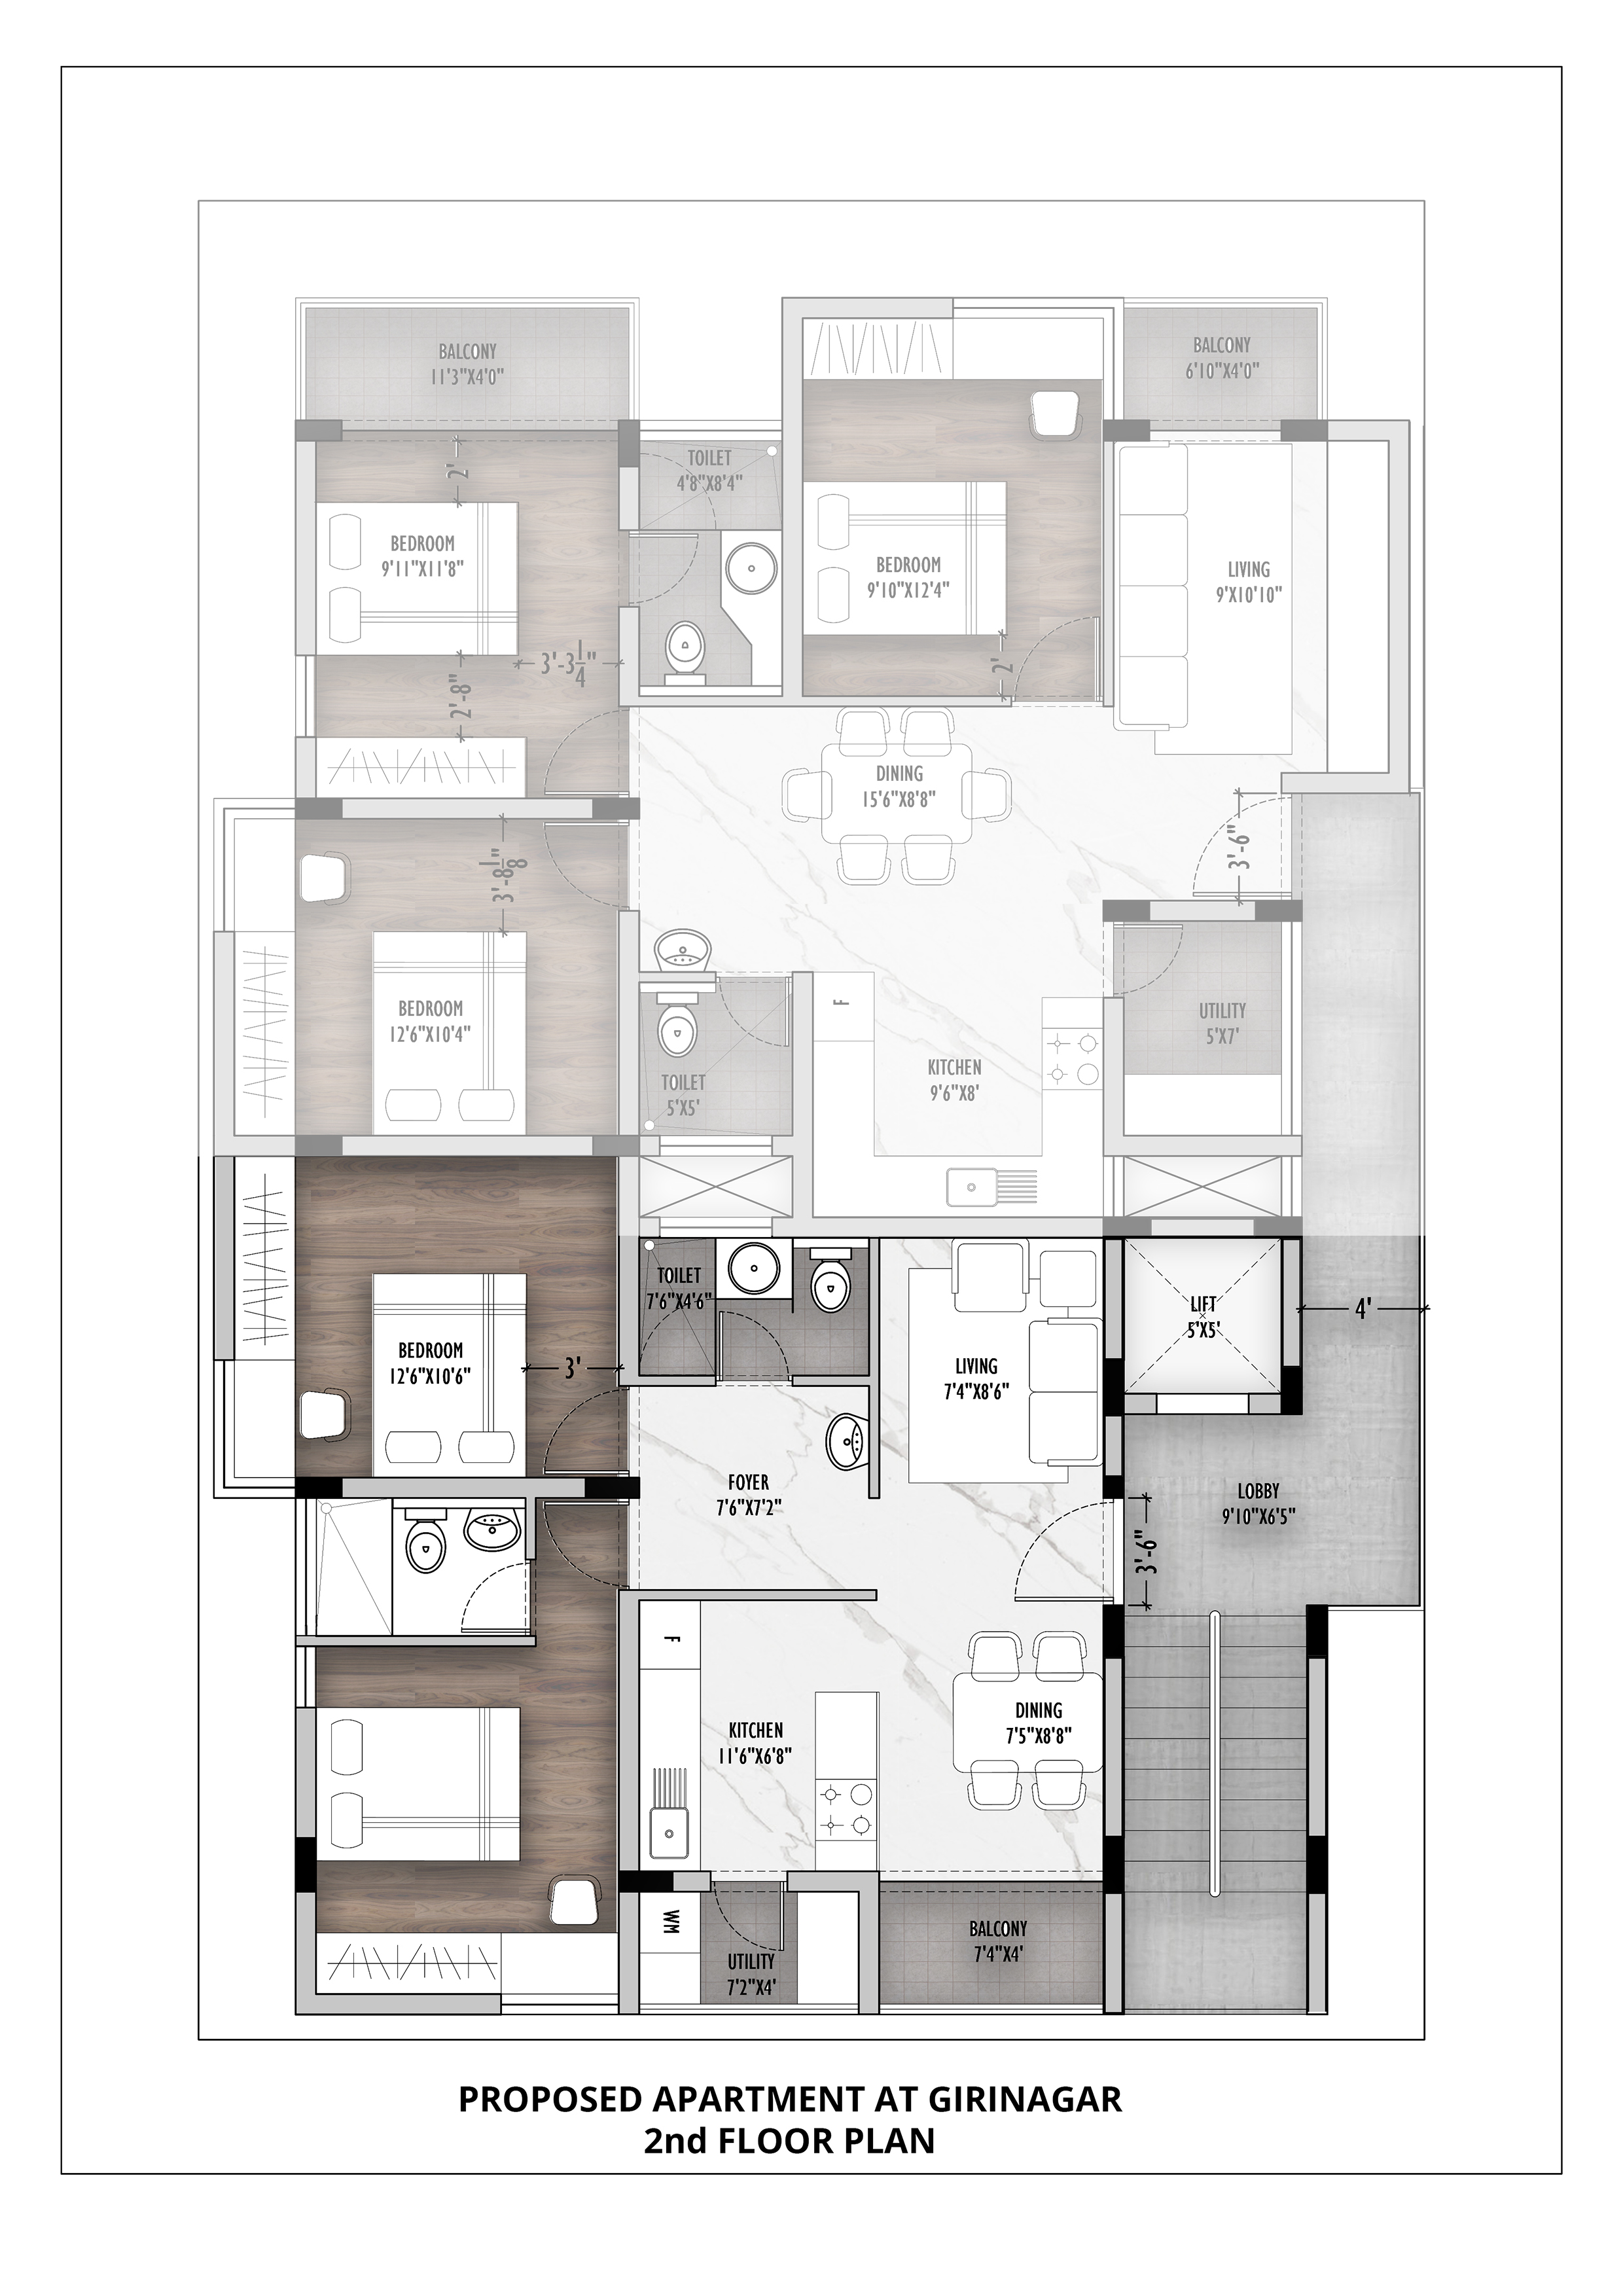 BALCONY
11'3"X4'0"
BALCONY
6'10"X4'0"
TOILET
4'8"X8'4"
2'
BEDROOM
9'11"X11'8"
BEDROOM
9'10"X12'4"
LIVING
9'X10'10"
3'-3 1/4"
2'-8"
2'
DINING
15'6"X8'8"
3'-6"
3'-8 1/8"
BEDROOM
12'6"X10'4"
F
UTILITY
5'X7'
KITCHEN
9'6"X8'
TOILET
5'X5'
TOILET
7'6"X4'6"
LIFT
5'X5'
4'
BEDROOM
12'6"X10'6"
3'
LIVING
7'4"X8'6"
FOYER
7'6"X7'2"
LOBBY
9'10"X6'5"
3'-6"
F
KITCHEN
11'6"X6'8"
DINING
7'5"X8'8"
WM
UTILITY
7'2"X4'
BALCONY
7'4"X4'
PROPOSED APARTMENT AT GIRINAGAR
2nd FLOOR PLAN